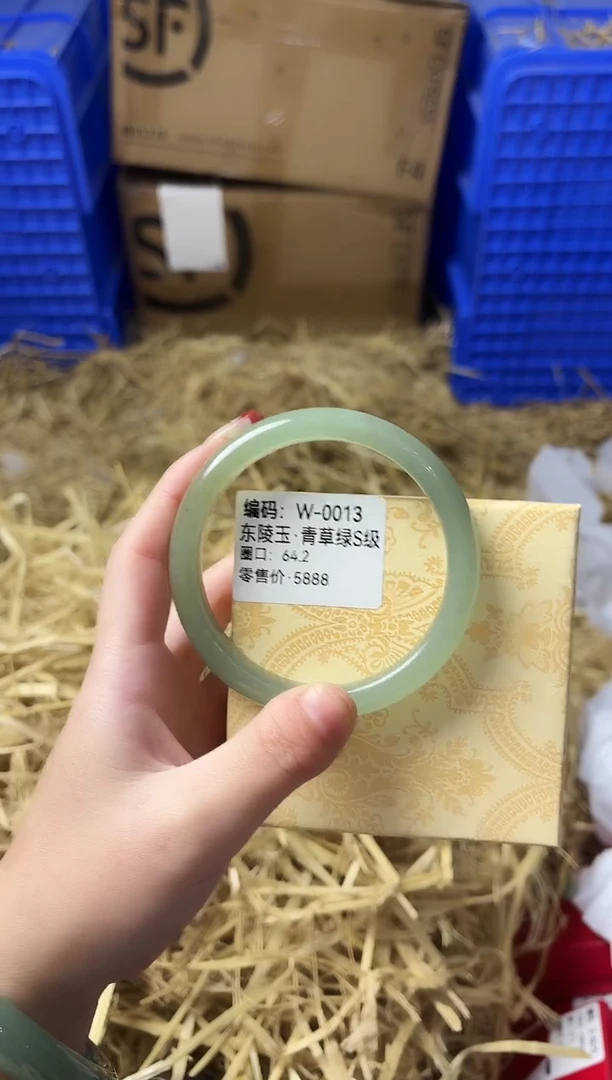 SF
S
编码：W-0013
东陵玉·青草绿S级
圈口：64.2
零售价·5888